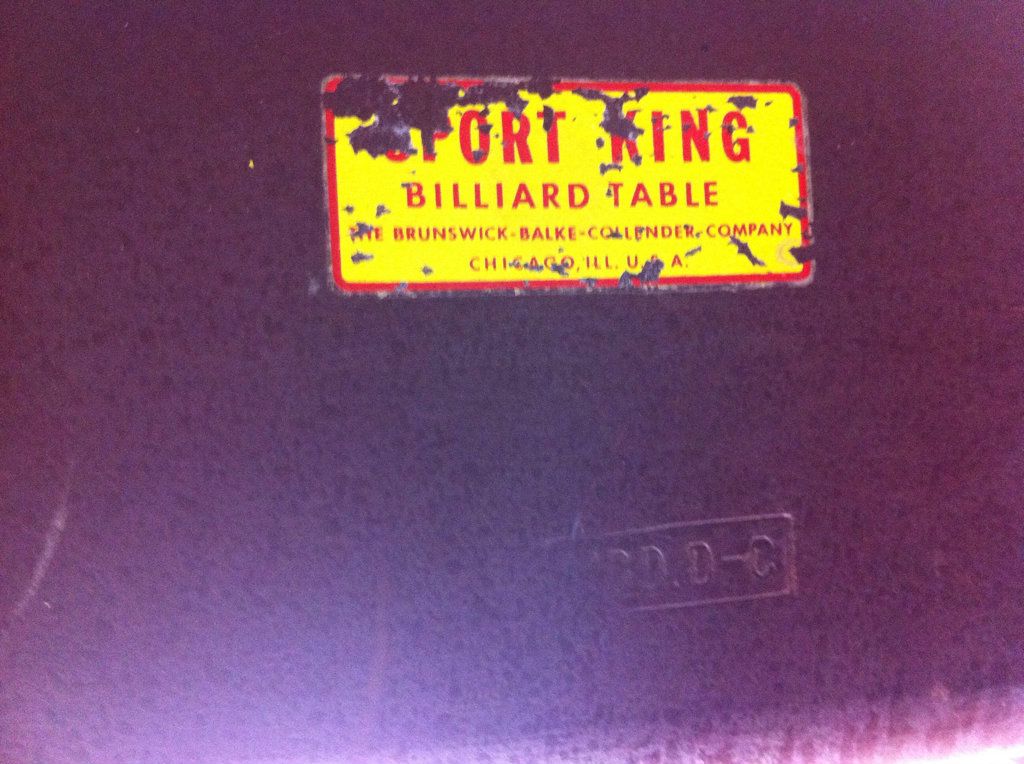 SPORT KING
BILLIARD TABLE
THE BRUNSWICK-BALKE-COLLENDER-COMPANY
CHICAGO, ILL. U.S.A.